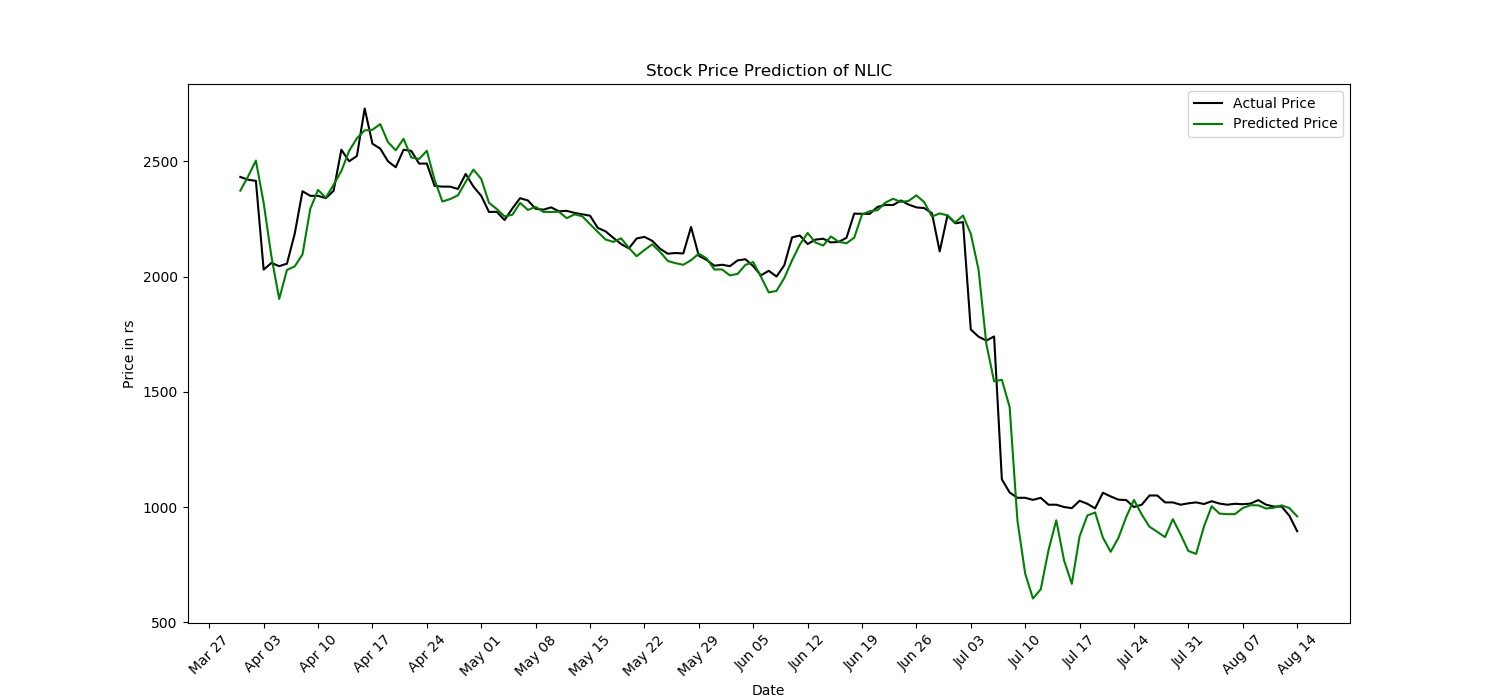 Stock Price Prediction of NLIC
Actual Price
Predicted Price
2500
2000
1500
1000
500
Price in rs
Mar 27
Apr 03
Apr 10
Apr 17
Apr 24
May 01
May 08
May 15
May 22
May 29
Jun 05
Jun 12
Jun 19
Jun 26
Jul 03
Jul 10
Jul 17
Jul 24
Jul 31
Aug 07
Aug 14
Date